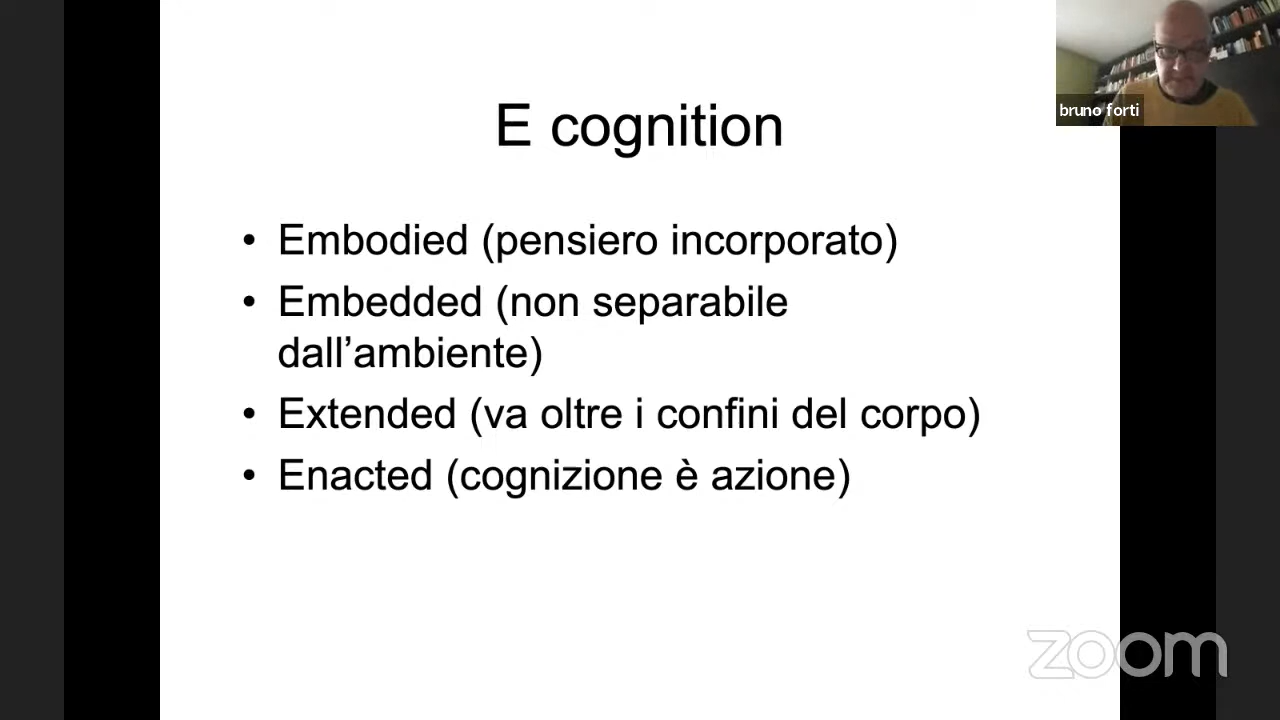 E cognition
bruno forti
• Embodied (pensiero incorporato)
• Embedded (non separabile
dall’ambiente)
• Extended (va oltre i confini del corpo)
• Enacted (cognizione è azione)
zoom